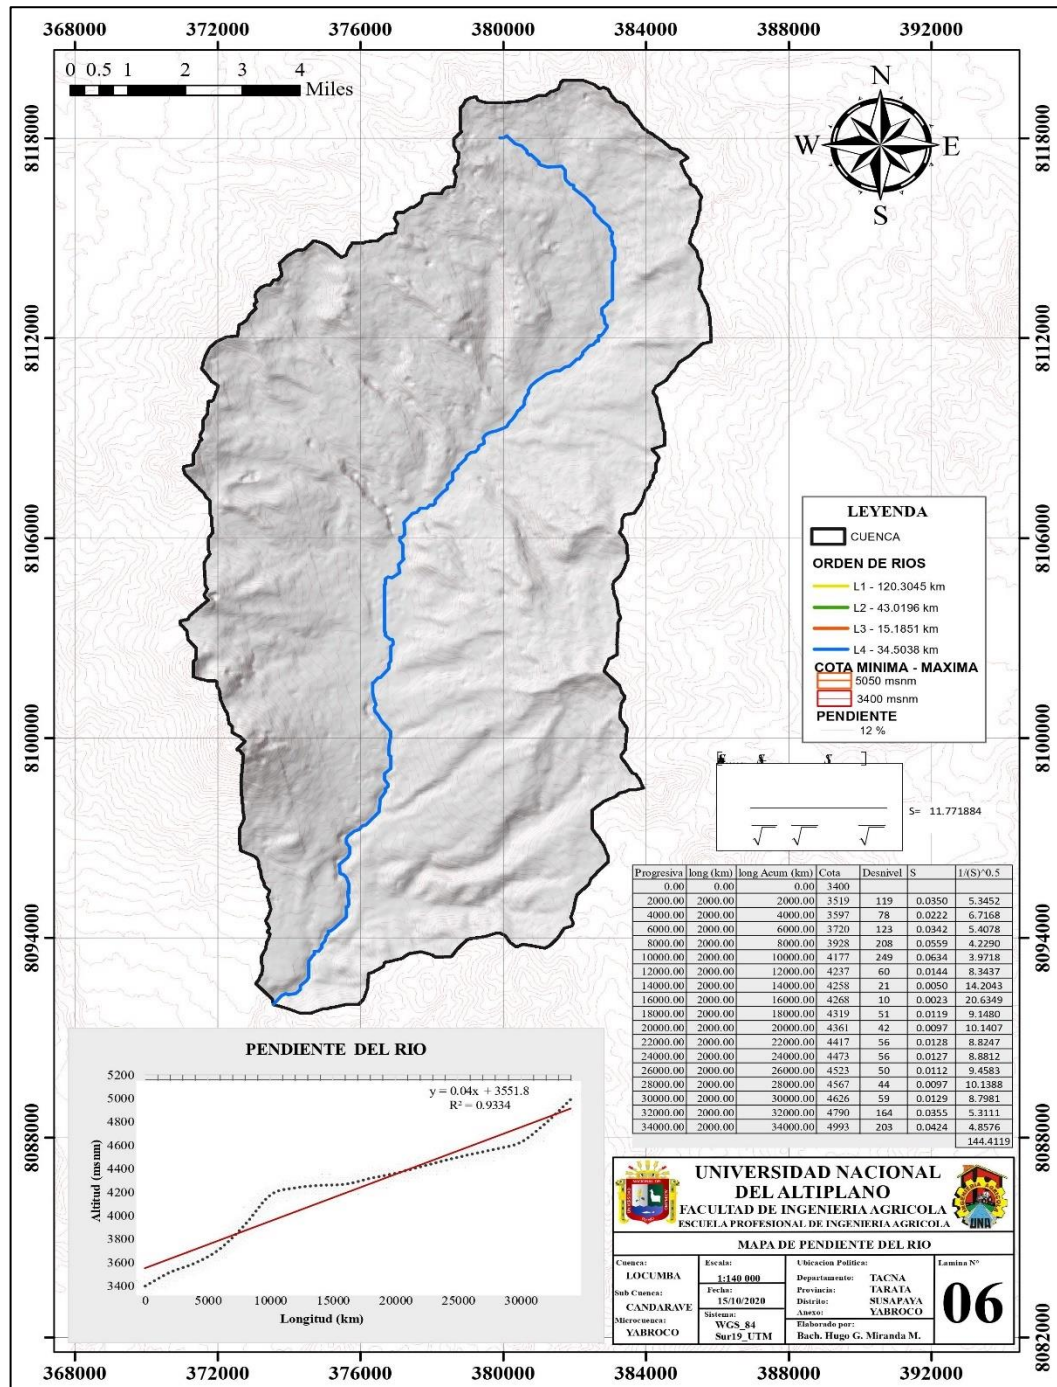 368000 372000 376000 380000 384000 388000 392000
0 0.5 1 2 3 4
Miles
N
W E
S
8118000 8118000
8112000 8112000
8106000 8106000
8100000 8100000
8094000 8094000
8088000 8088000
8082000
LEYENDA
CUENCA
ORDEN DE RIOS
L1 - 120.3045 km
L2 - 43.0196 km
L3 - 15.1851 km
L4 - 34.5038 km
COTA MINIMA - MAXIMA
5050 msnm
3400 msnm
PENDIENTE
12 %
S= 11.771884
Progresiva long (km) long Acum (km) Cota Desnivel S 1/(S)^0.5
0.00 0.00 0.00 3400
2000.00 2000.00 2000.00 3519 119 0.0350 5.3452
4000.00 2000.00 4000.00 3597 78 0.0222 6.7168
6000.00 2000.00 6000.00 3720 123 0.0342 5.4078
8000.00 2000.00 8000.00 3928 208 0.0559 4.2290
10000.00 2000.00 10000.00 4177 249 0.0634 3.9718
12000.00 2000.00 12000.00 4237 60 0.0144 8.3437
14000.00 2000.00 14000.00 4258 21 0.0050 14.2043
16000.00 2000.00 16000.00 4268 10 0.0023 20.6349
18000.00 2000.00 18000.00 4319 51 0.0119 9.1480
20000.00 2000.00 20000.00 4361 42 0.0097 10.1407
22000.00 2000.00 22000.00 4417 56 0.0128 8.8247
24000.00 2000.00 24000.00 4473 56 0.0127 8.8812
26000.00 2000.00 26000.00 4523 50 0.0112 9.4583
28000.00 2000.00 28000.00 4567 44 0.0097 10.1388
30000.00 2000.00 30000.00 4626 59 0.0129 8.7981
32000.00 2000.00 32000.00 4790 164 0.0355 5.3111
34000.00 2000.00 34000.00 4993 203 0.0424 4.8576
144.4119
PENDIENTE DEL RIO
y = 0.04x + 3551.8
R² = 0.9334
Altitud (msnm)
5200
5000
4800
4600
4400
4200
4000
3800
3600
3400
0 5000 10000 15000 20000 25000 30000
Longitud (km)
UNIVERSIDAD NACIONAL
DEL ALTIPLANO
FACULTAD DE INGENIERIA AGRICOLA
ESCUELA PROFESIONAL DE INGENIERIA AGRICOLA
UNA
MAPA DE PENDIENTE DEL RIO
Cuenca:
LOCUMBA
Sub Cuenca:
CANDARAVE
Microcuenca:
YABROCO
Escala:
1:140 000
Fecha:
15/10/2020
Sistema:
WGS_84
Sur19_UTM
Ubicacion Politica:
Departamento: TACNA
Provincia: TARATA
Distrito: SUSAPAYA
Anexo: YABROCO
Elaborado por:
Bach. Hugo G. Miranda M.
Lamina N°
06
368000 372000 376000 380000 384000 388000 392000